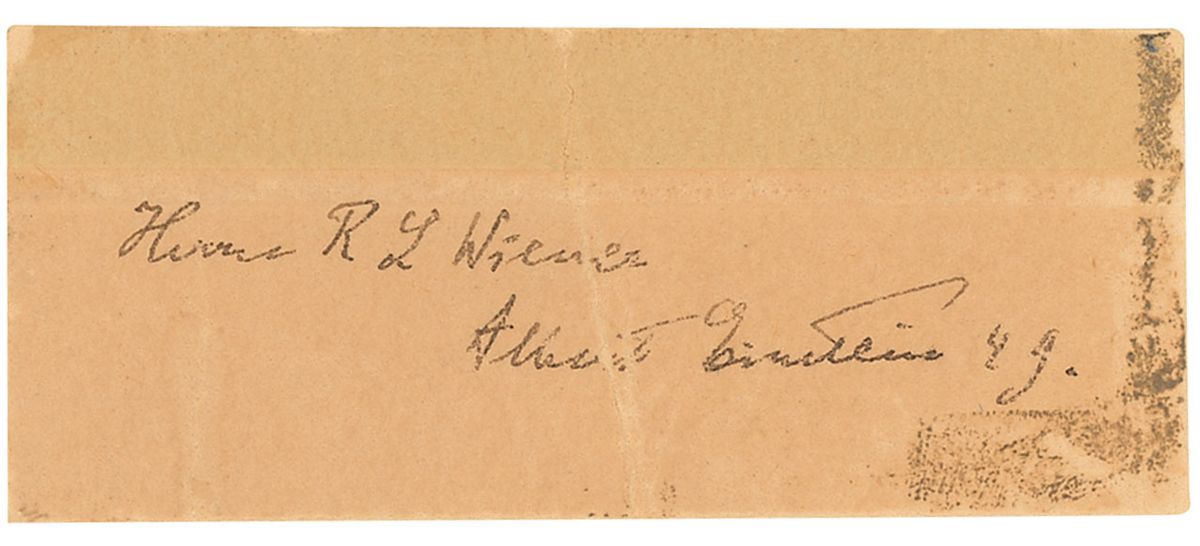 Herrn R L Wiener
Albert Einstein 49.